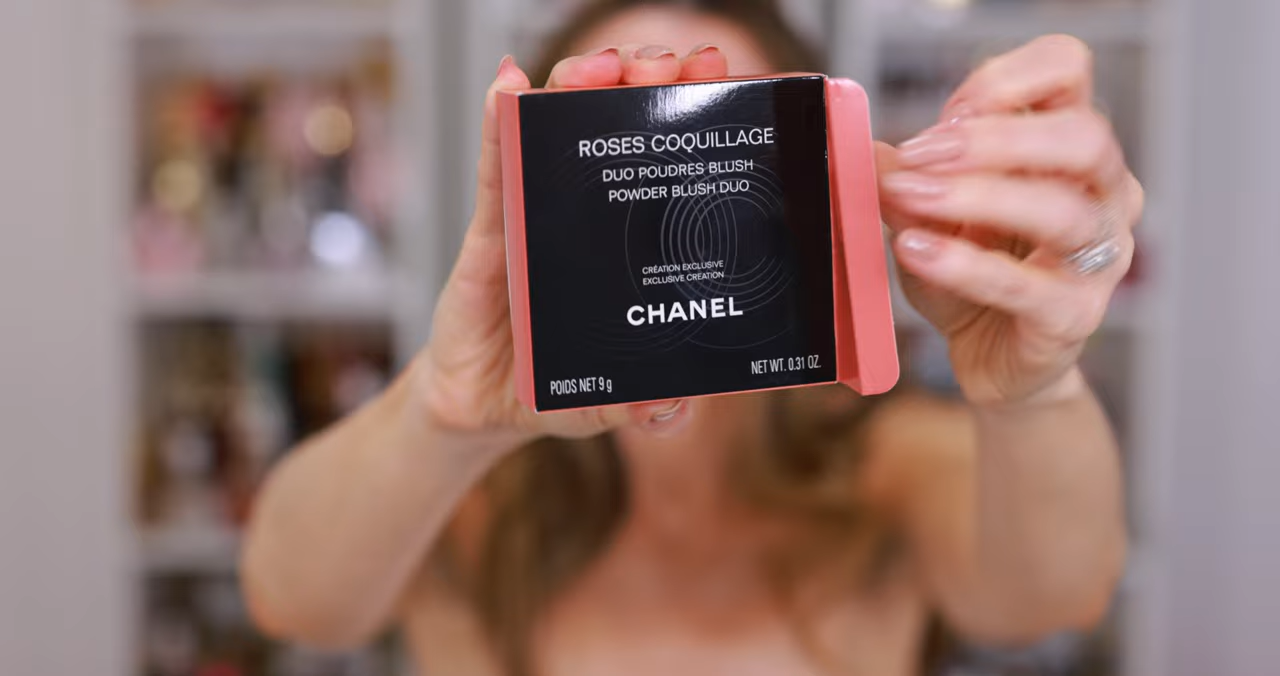 ROSES COQUILLAGE
DUO POUDRES BLUSH
POWDER BLUSH DUO
CRÉATION EXCLUSIVE
EXCLUSIVE CREATION
CHANEL
POIDS NET 9 g
NET WT. 0.31 OZ.